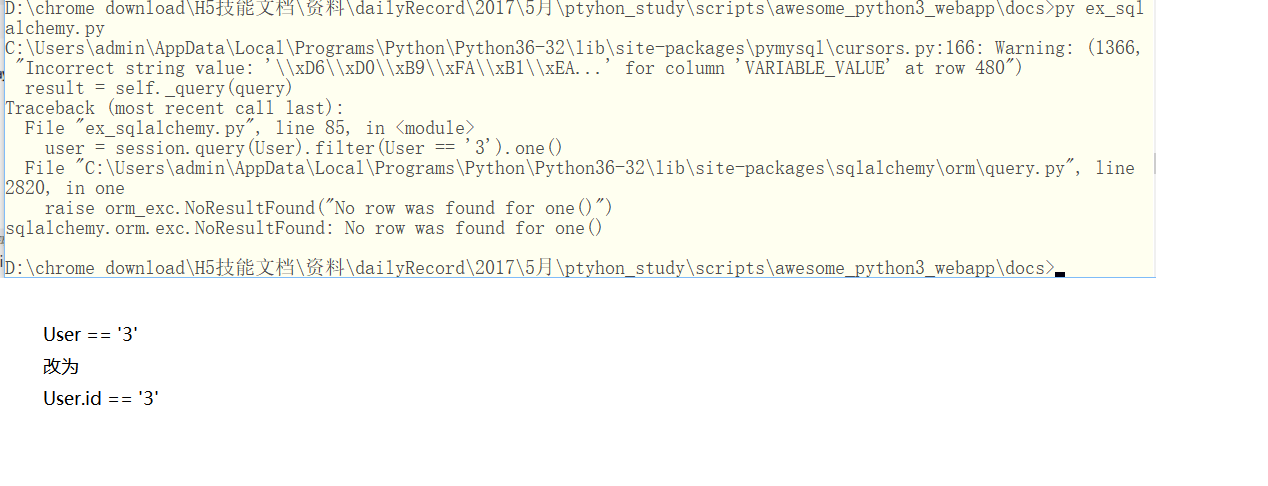 D:\chrome download\H5技能文档\资料\dailyRecord\2017\5月\ptyhon_study\scripts\awesome_python3_webapp\docs>py ex_sql
alchemy.py
C:\Users\admin\AppData\Local\Programs\Python\Python36-32\lib\site-packages\pymysql\cursors.py:166: Warning: (1366,
"Incorrect string value: '\\xD6\\xD0\\xB9\\xFA\\xB1\\xEA...' for column 'VARIABLE_VALUE' at row 480")
result = self._query(query)
Traceback (most recent call last):
File "ex_sqlalchemy.py", line 85, in <module>
user = session.query(User).filter(User == '3').one()
File "C:\Users\admin\AppData\Local\Programs\Python\Python36-32\lib\site-packages\sqlalchemy\orm\query.py", line
2820, in one
raise orm_exc.NoResultFound("No row was found for one()")
sqlalchemy.orm.exc.NoResultFound: No row was found for one()
D:\chrome download\H5技能文档\资料\dailyRecord\2017\5月\ptyhon_study\scripts\awesome_python3_webapp\docs>
User == '3'
改为
User.id == '3'